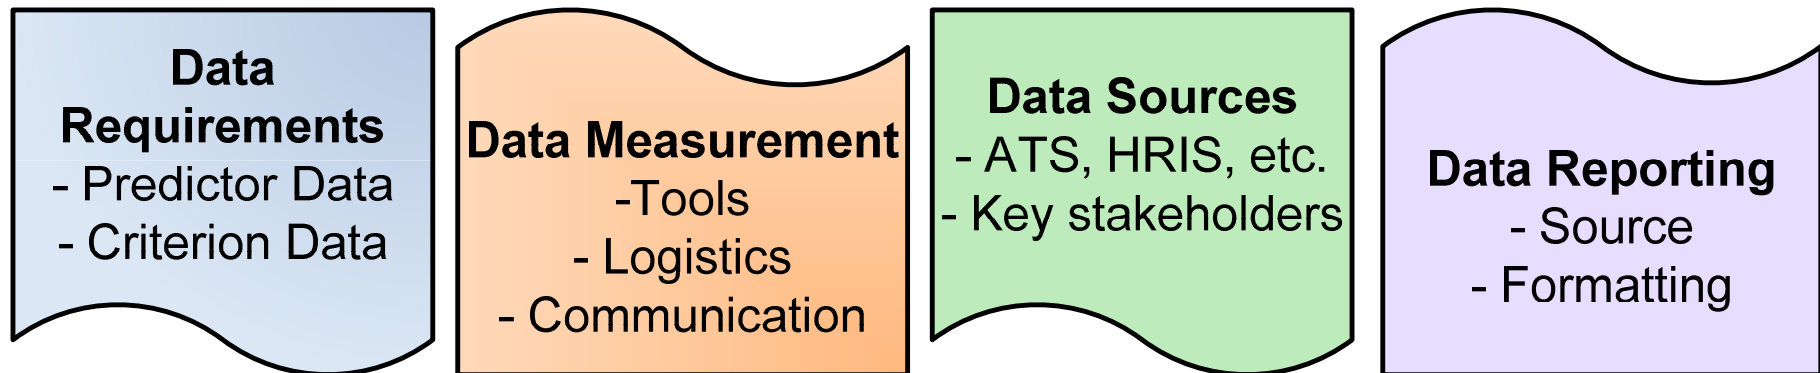 Data
Requirements
- Predictor Data
- Criterion Data
Data Measurement
-Tools
- Logistics
- Communication
Data Sources
- ATS, HRIS, etc.
- Key stakeholders
Data Reporting
- Source
- Formatting